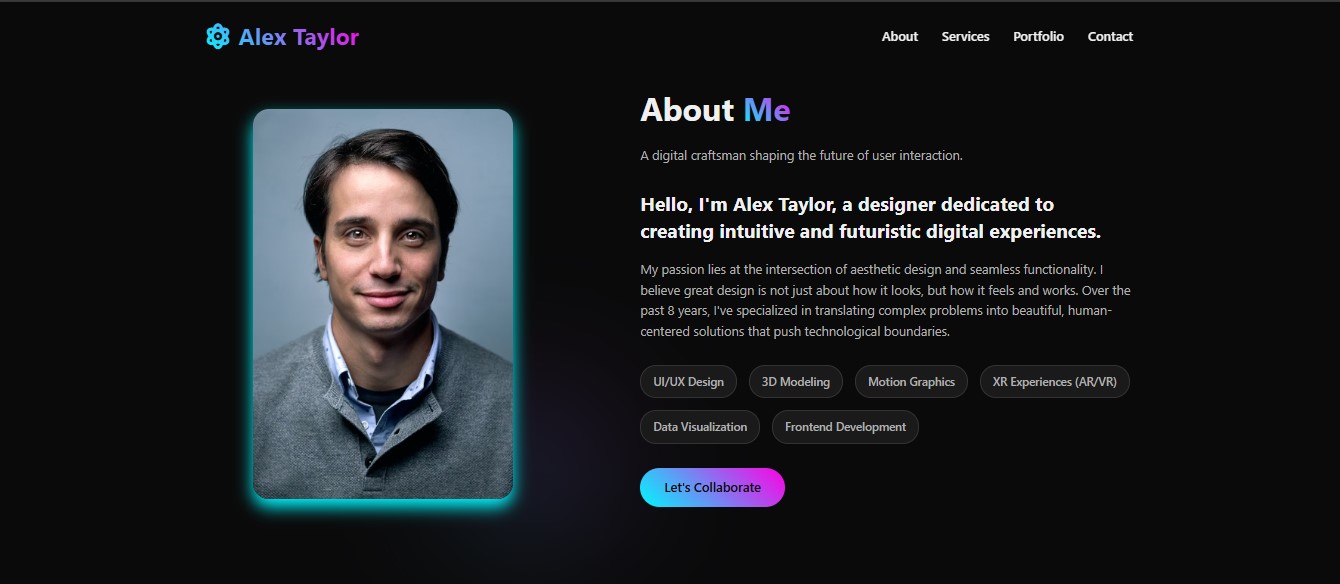 Alex Taylor
About Services Portfolio Contact
About Me
A digital craftsman shaping the future of user interaction.
Hello, I'm Alex Taylor, a designer dedicated to
creating intuitive and futuristic digital experiences.
My passion lies at the intersection of aesthetic design and seamless functionality. I
believe great design is not just about how it looks, but how it feels and works. Over the
past 8 years, I've specialized in translating complex problems into beautiful, human-
centered solutions that push technological boundaries.
UI/UX Design 3D Modeling Motion Graphics XR Experiences (AR/VR)
Data Visualization Frontend Development
Let's Collaborate